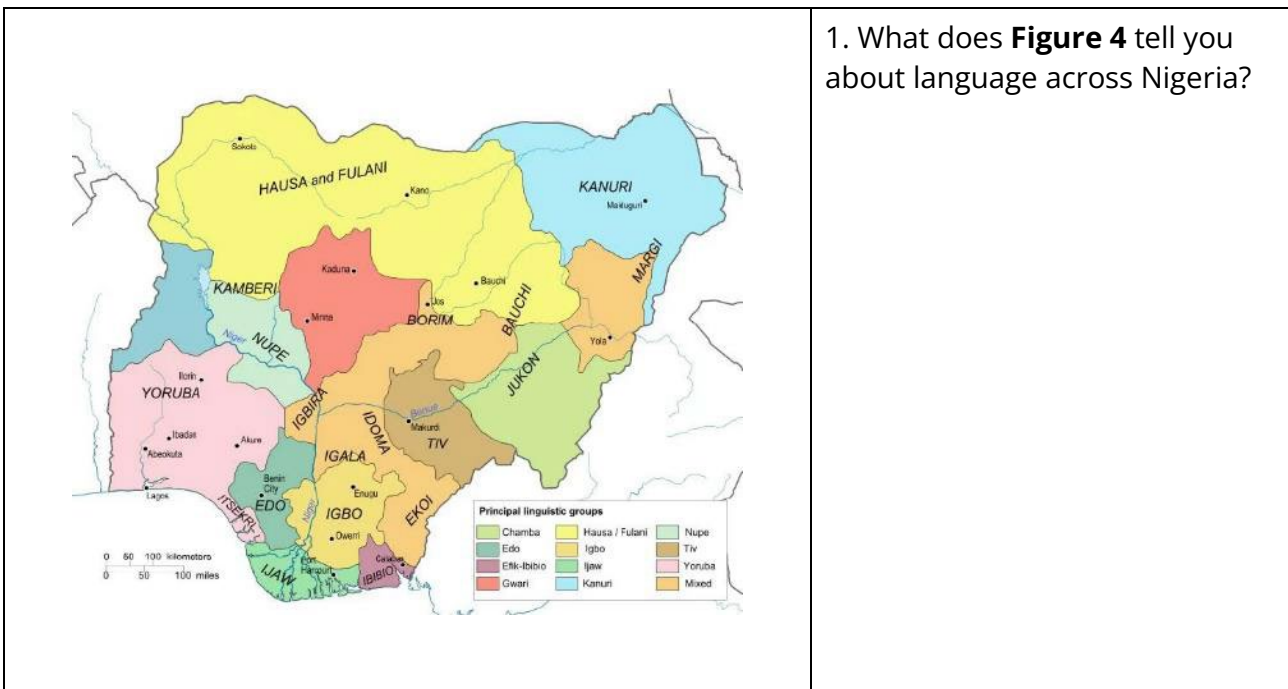 1. What does Figure 4 tell you
about language across Nigeria?
Sokoto
HAUSA and FULANI
Kano
KANURI
Maiduguri
MARGI
Kaduna
KAMBERI
Bauchi
Jos
BORIM
BAUCHI
Minna
Niger
NUPE
Yola
JUKON
Ilorin
YORUBA
IGBIRA
Benue
Makurdi
IDOMA
TIV
Ibadan
Akure
Abeokuta
IGALA
Lagos
Benin
City
EDO
ITSEKRI
Niger
Enugu
IGBO
EKOI
Owerri
Port
Harcourt
IJAW
Calabar
IBIBIO
0 50 100 kilometers
0 50 100 miles
Principal linguistic groups
Chamba Hausa / Fulani Nupe
Edo Igbo Tiv
Efik-Ibibio Ijaw Yoruba
Gwari Kanuri Mixed